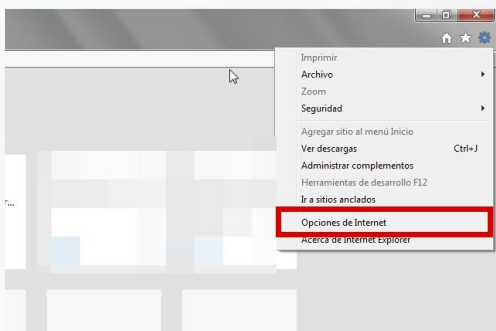 Imprimir
Archivo
Zoom
Seguridad
Agregar sitio al menú Inicio
Ver descargas Ctrl+J
Administrar complementos
Herramientas de desarrollo F12
Ir a sitios anclados
r...
Opciones de Internet
Acerca de Internet Explorer